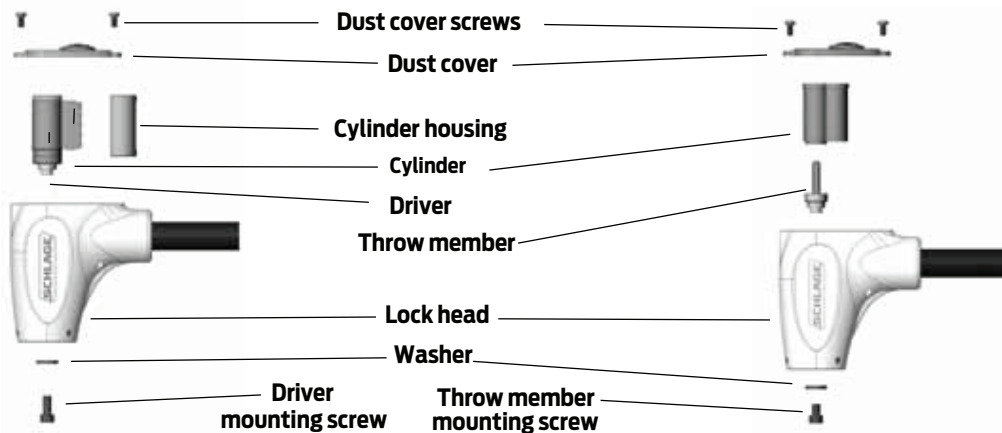 Dust cover screws
Dust cover
Cylinder housing
Cylinder
Driver
Throw member
SCHLAGE
SCHLAGE
Lock head
Washer
Driver
mounting screw
Throw member
mounting screw